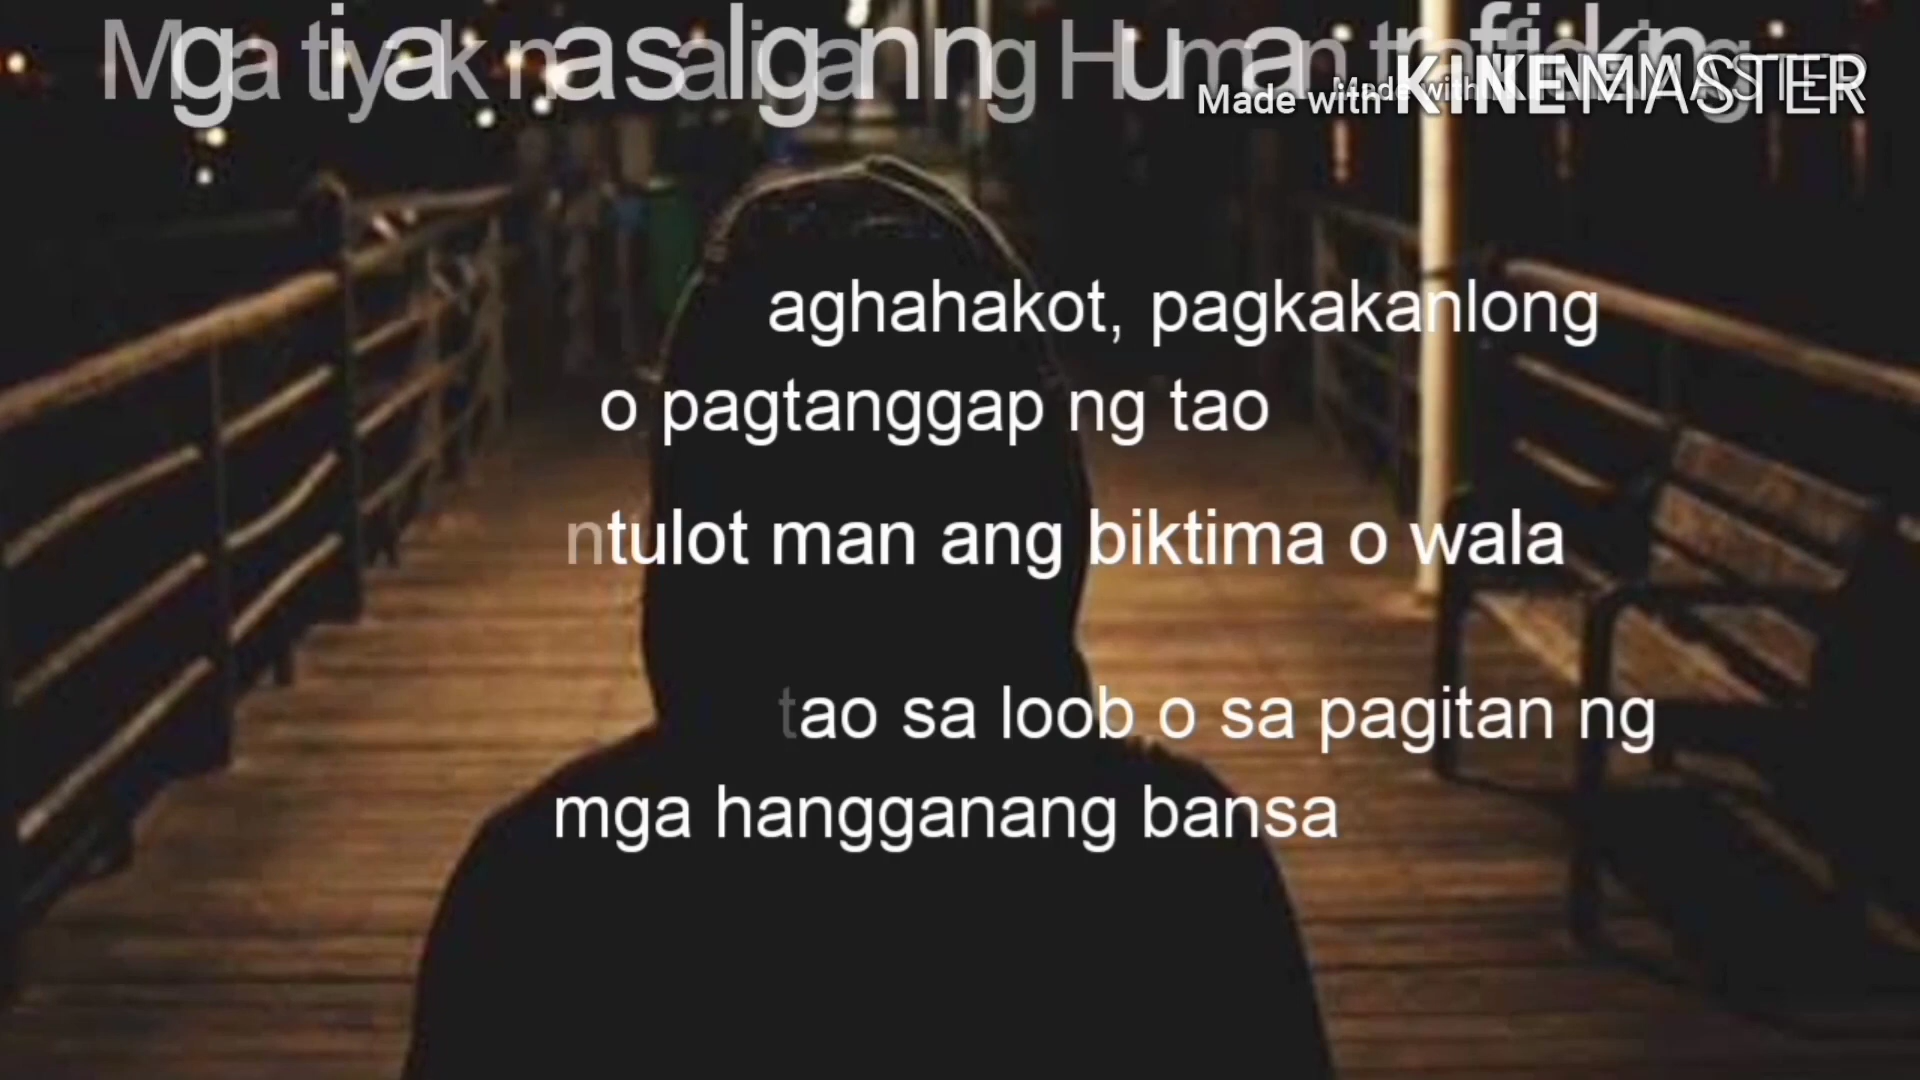 Mga tiyak na saligan ng Human trafficking
Made with KINEMASTER
aghahakot, pagkakanlong
o pagtanggap ng tao
ntulot man ang biktima o wala
tao sa loob o sa pagitan ng
mga hangganang bansa